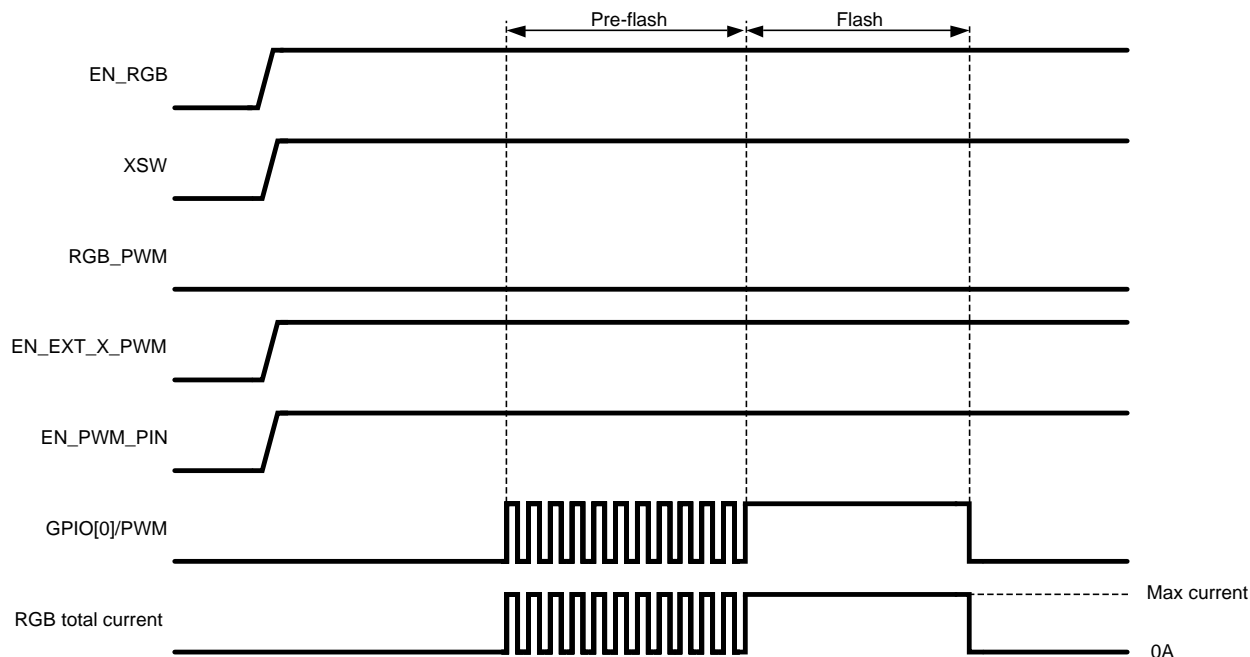 Pre-flash
Flash
EN_RGB
XSW
RGB_PWM
EN_EXT_X_PWM
EN_PWM_PIN
GPIO[0]/PWM
Max current
RGB total current
0A